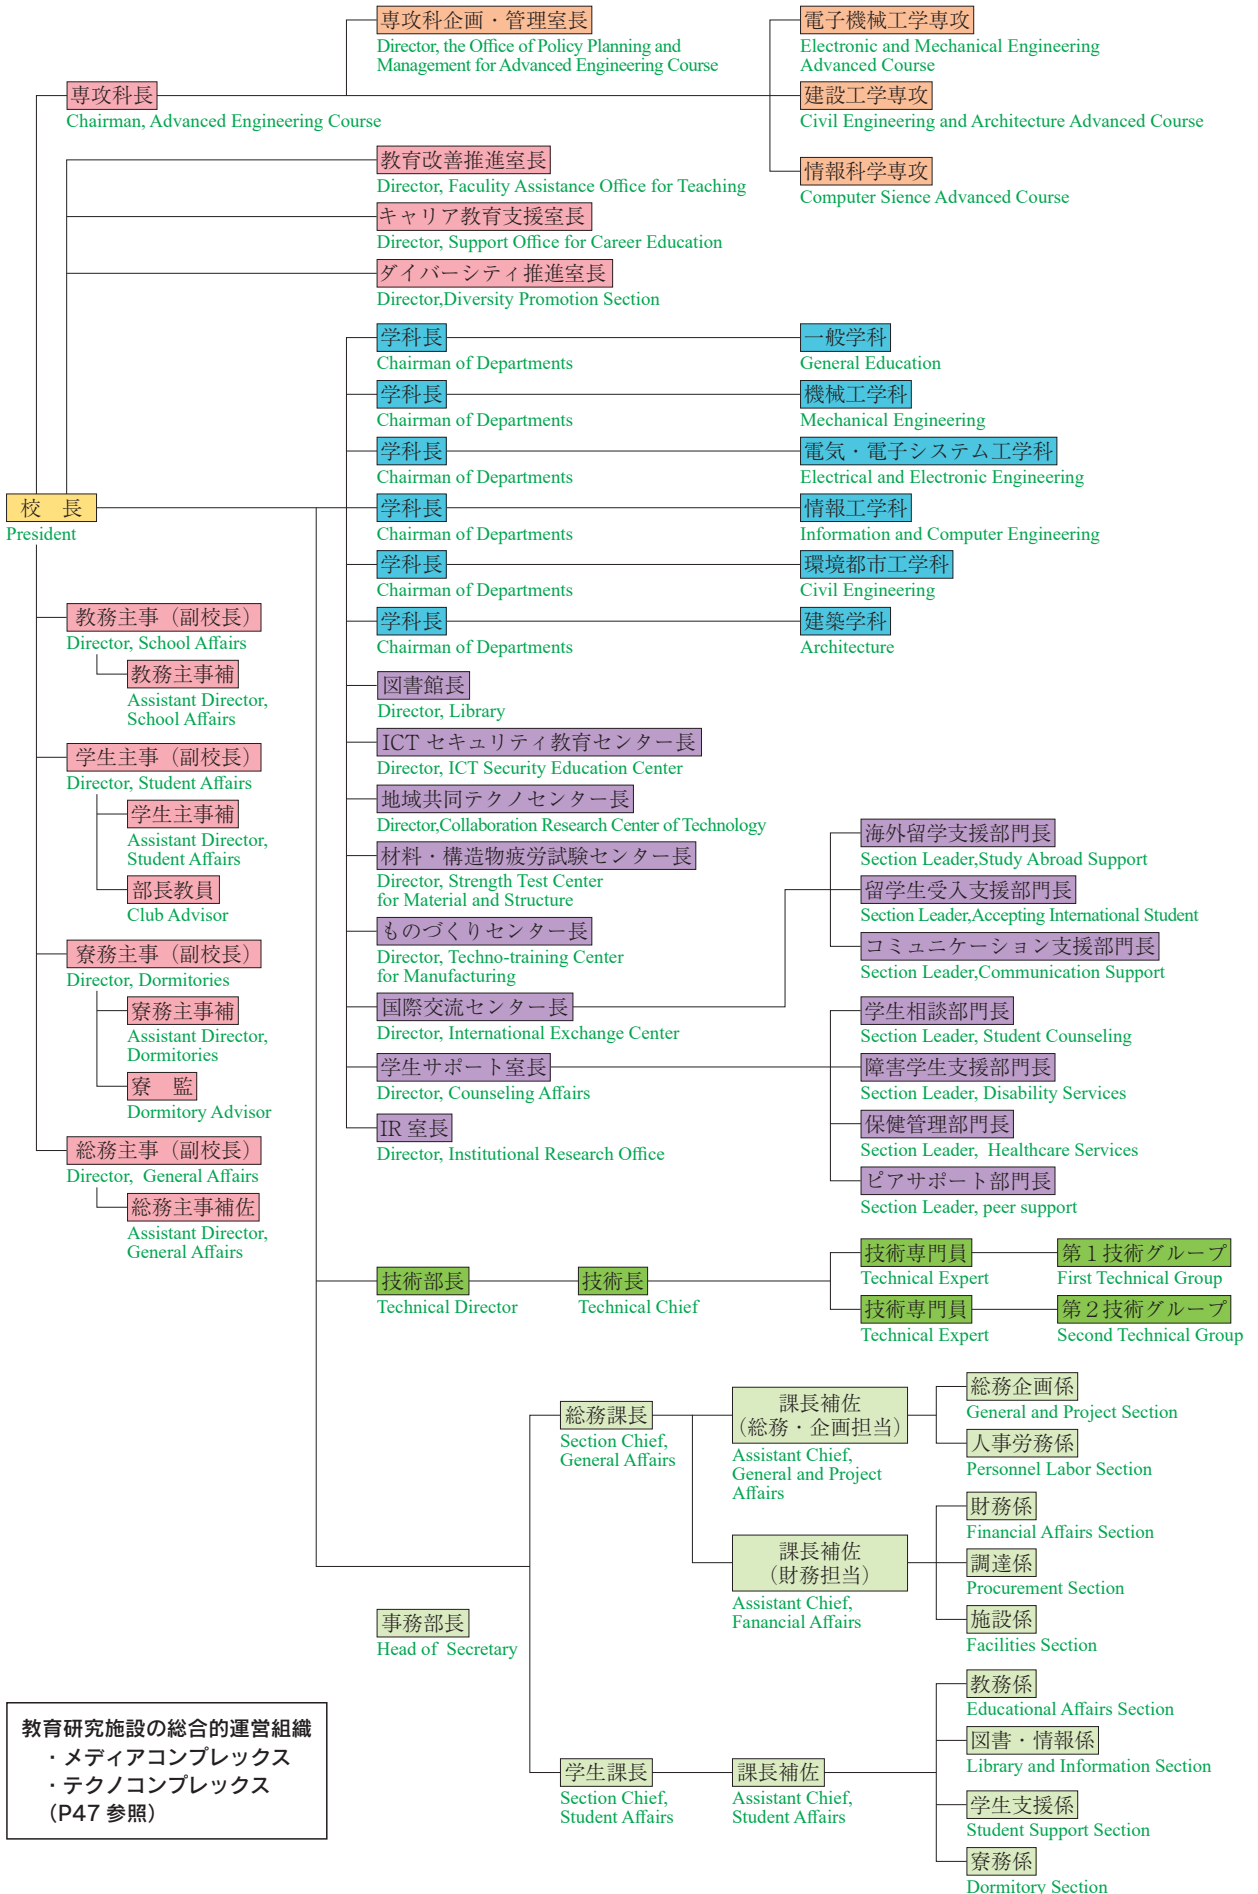 専攻科企画・管理室長
Director, the Office of Policy Planning and
Management for Advanced Engineering Course
電子機械工学専攻
Electronic and Mechanical Engineering
Advanced Course
専攻科長
Chairman, Advanced Engineering Course
建設工学専攻
Civil Engineering and Architecture Advanced Course
情報科学専攻
Computer Sience Advanced Course
教育改善推進室長
Director, Faculity Assistance Office for Teaching
キャリア教育支援室長
Director, Support Office for Career Education
ダイバーシティ推進室長
Director,Diversity Promotion Section
学科長
Chairman of Departments
一般学科
General Education
学科長
Chairman of Departments
機械工学科
Mechanical Engineering
学科長
Chairman of Departments
電気・電子システム工学科
Electrical and Electronic Engineering
校　長
President
学科長
Chairman of Departments
情報工学科
Information and Computer Engineering
学科長
Chairman of Departments
環境都市工学科
Civil Engineering
学科長
Chairman of Departments
建築学科
Architecture
教務主事（副校長）
Director, School Affairs
教務主事補
Assistant Director,
School Affairs
学生主事（副校長）
Director, Student Affairs
学生主事補
Assistant Director,
Student Affairs
部長教員
Club Advisor
寮務主事（副校長）
Director, Dormitories
寮務主事補
Assistant Director,
Dormitories
寮　監
Dormitory Advisor
総務主事（副校長）
Director, General Affairs
総務主事補佐
Assistant Director,
General Affairs
図書館長
Director, Library
ICT セキュリティ教育センター長
Director, ICT Security Education Center
地域共同テクノセンター長
Director,Collaboration Research Center of Technology
材料・構造物疲労試験センター長
Director, Strength Test Center
for Material and Structure
ものづくりセンター長
Director, Techno-training Center
for Manufacturing
国際交流センター長
Director, International Exchange Center
海外留学支援部門長
Section Leader,Study Abroad Support
留学生受入支援部門長
Section Leader,Accepting International Student
コミュニケーション支援部門長
Section Leader,Communication Support
学生サポート室長
Director, Counseling Affairs
学生相談部門長
Section Leader, Student Counseling
障害学生支援部門長
Section Leader, Disability Services
保健管理部門長
Section Leader, Healthcare Services
ピアサポート部門長
Section Leader, peer support
IR 室長
Director, Institutional Research Office
技術部長
Technical Director
技術長
Technical Chief
技術専門員
Technical Expert
第１技術グループ
First Technical Group
技術専門員
Technical Expert
第２技術グループ
Second Technical Group
事務部長
Head of Secretary
総務課長
Section Chief,
General Affairs
課長補佐
（総務・企画担当）
Assistant Chief,
General and Project
Affairs
総務企画係
General and Project Section
人事労務係
Personnel Labor Section
課長補佐
（財務担当）
Assistant Chief,
Fanancial Affairs
財務係
Financial Affairs Section
調達係
Procurement Section
施設係
Facilities Section
学生課長
Section Chief,
Student Affairs
課長補佐
Assistant Chief,
Student Affairs
教務係
Educational Affairs Section
図書・情報係
Library and Information Section
学生支援係
Student Support Section
寮務係
Dormitory Section
教育研究施設の総合的運営組織
・メディアコンプレックス
・テクノコンプレックス
（P47 参照）